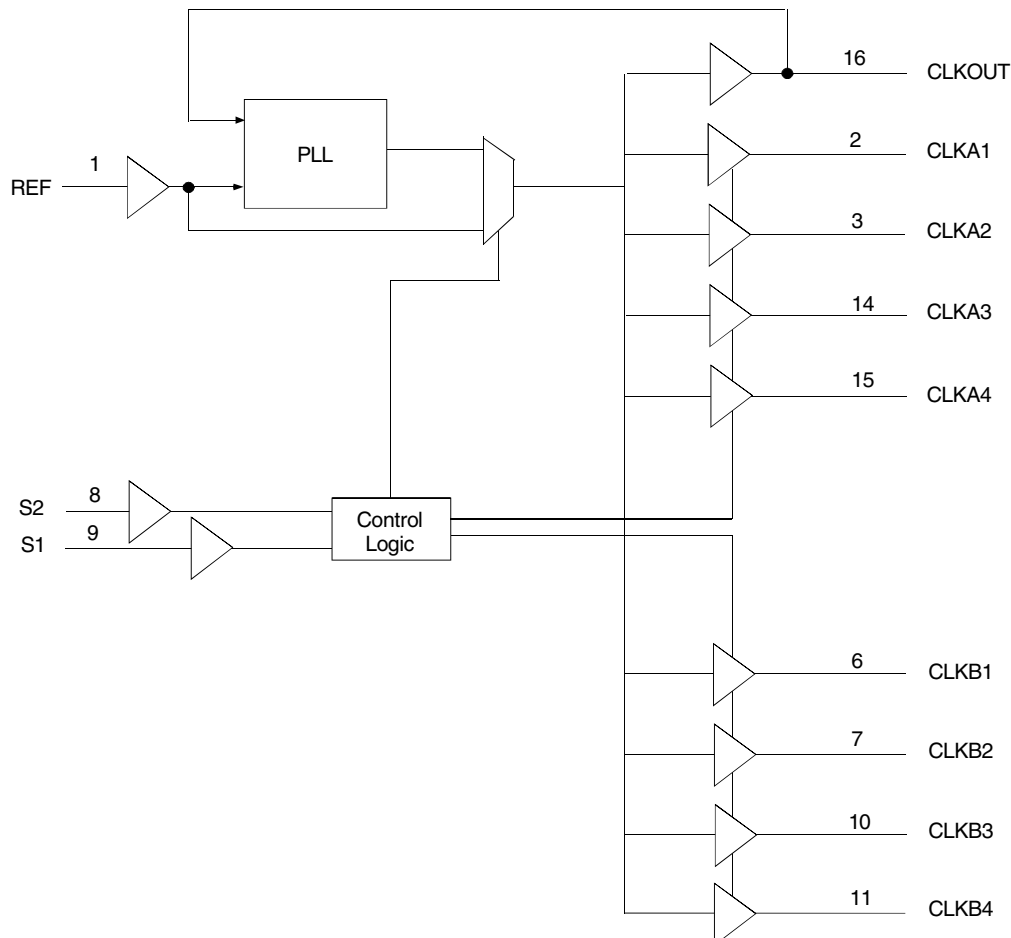 16
CLKOUT
PLL
1
REF
2
CLKA1
3
CLKA2
14
CLKA3
15
CLKA4
S2
8
S1
9
Control
Logic
6
CLKB1
7
CLKB2
10
CLKB3
11
CLKB4